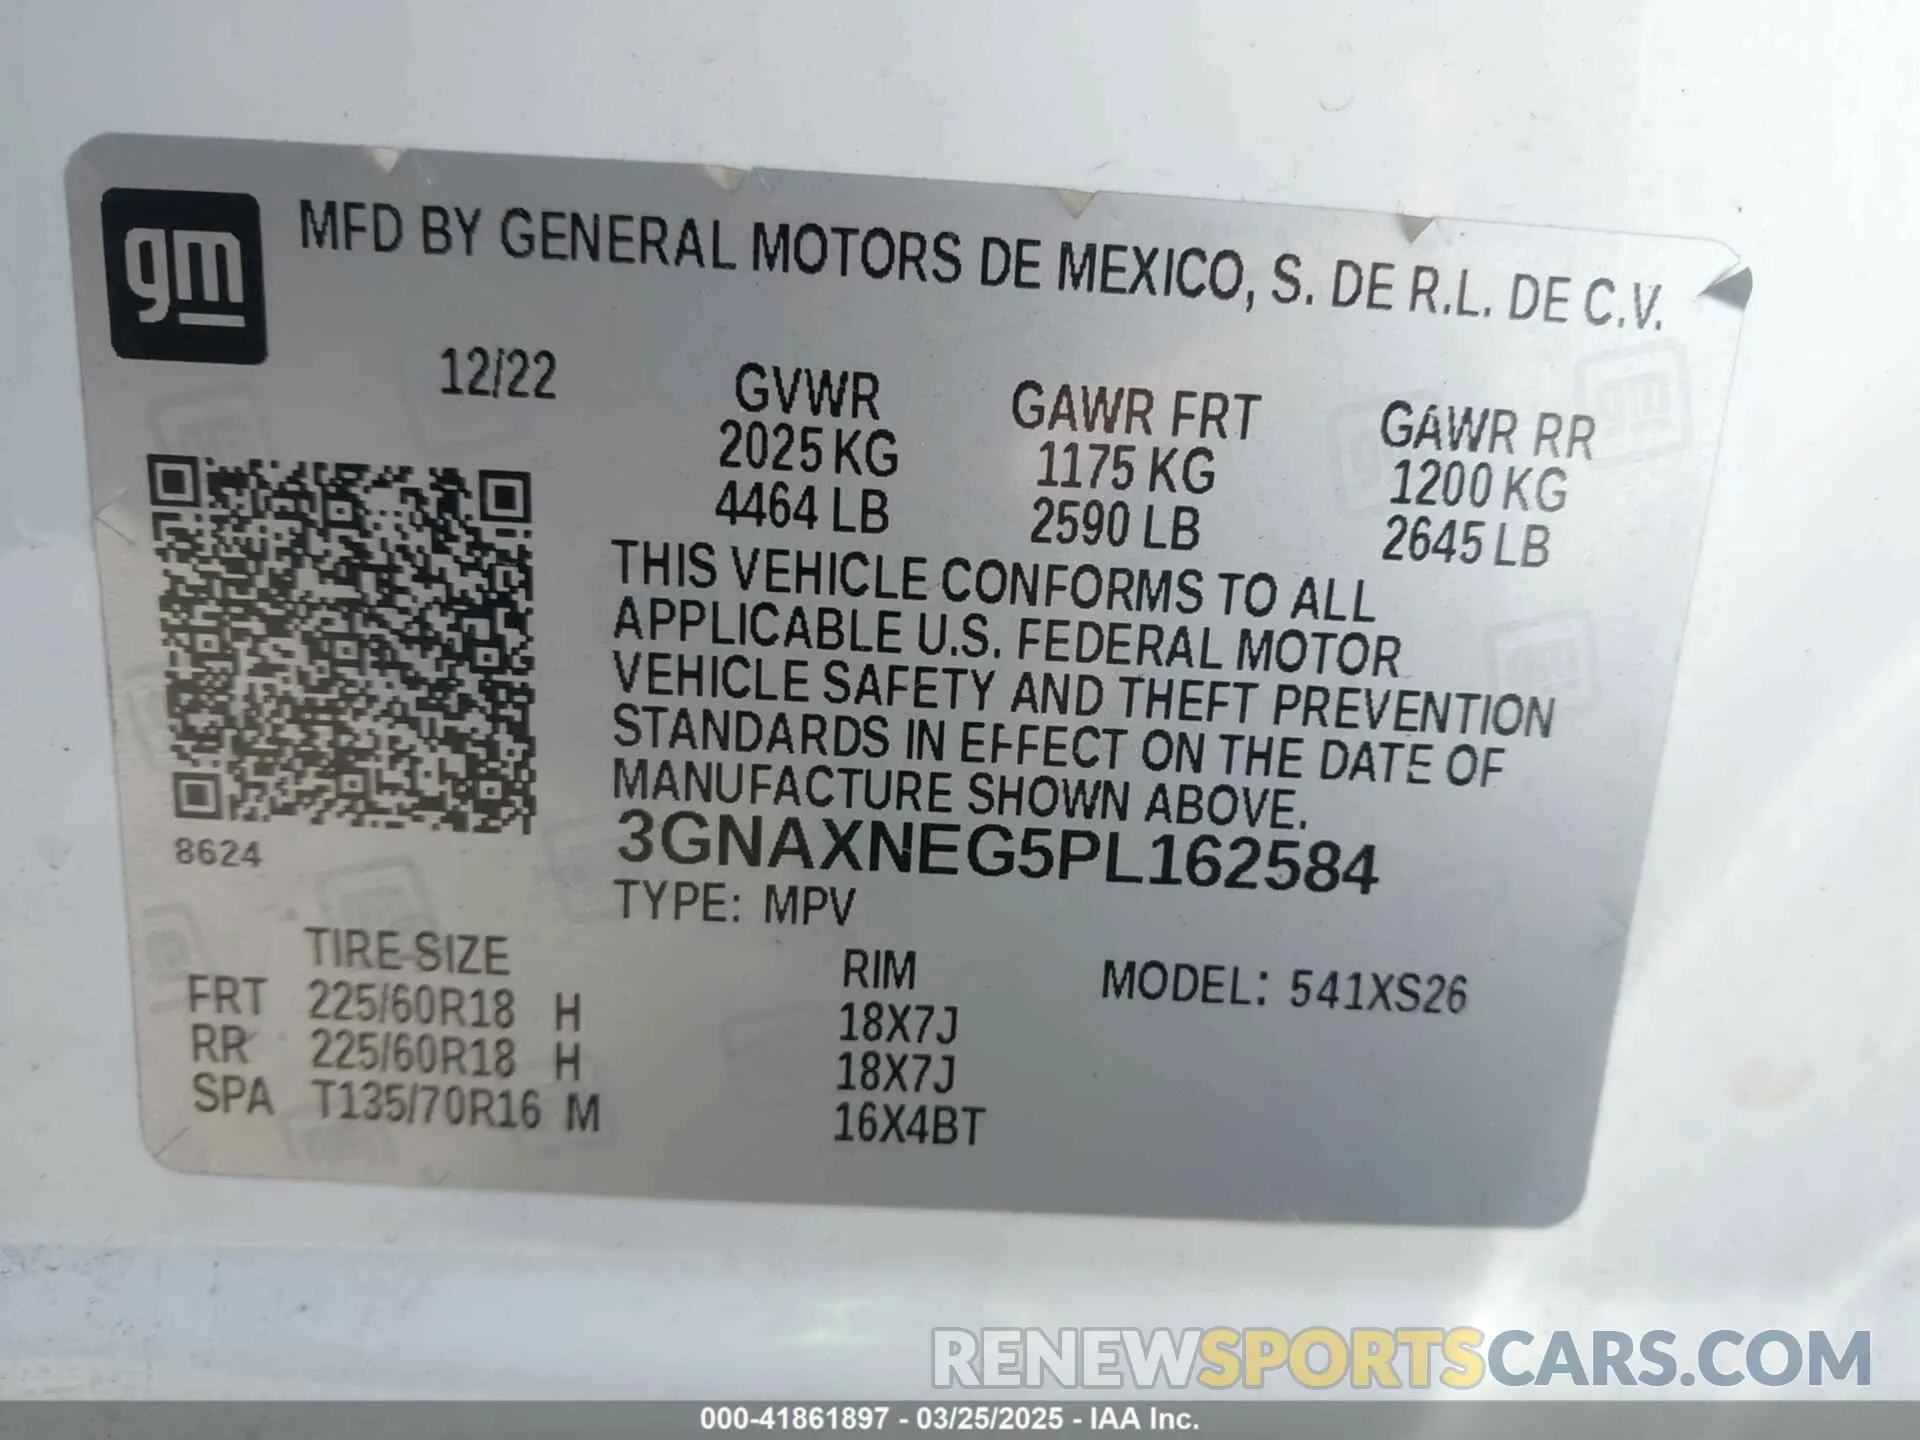 gm
MFD BY GENERAL MOTORS DE MEXICO, S. DE R.L. DE C.V.
12/22 GVWR GAWR FRT GAWR RR
2025 KG 1175 KG 1200 KG
4464 LB 2590 LB 2645 LB
THIS VEHICLE CONFORMS TO ALL
APPLICABLE U.S. FEDERAL MOTOR
VEHICLE SAFETY AND THEFT PREVENTION
STANDARDS IN EFFECT ON THE DATE OF
MANUFACTURE SHOWN ABOVE.
8624
3GNAXNEG5PL162584
TYPE: MPV
TIRE SIZE RIM MODEL: 541XS26
FRT 225/60R18 H 18X7J
RR 225/60R18 H 18X7J
SPA T135/70R16 M 16X4BT
RENEWSPORTSCARS.COM
000-41861897 - 03/25/2025 - IAA Inc.